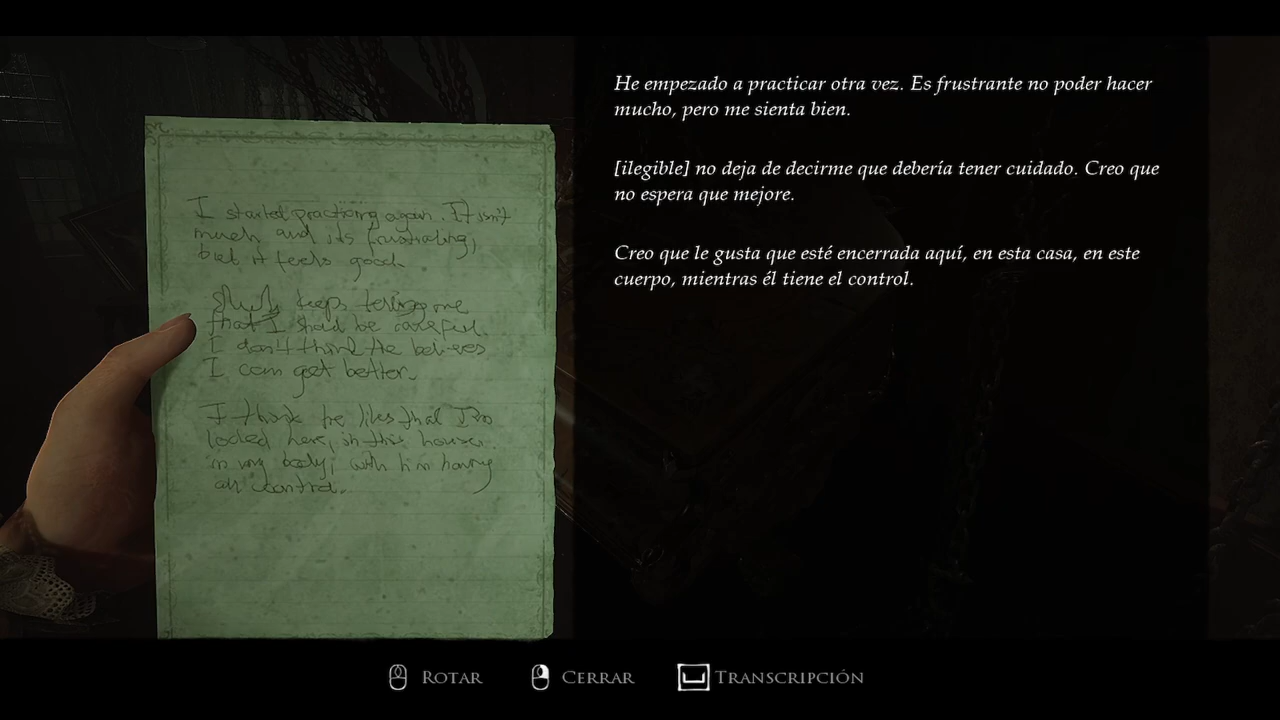 He empezado a practicar otra vez. Es frustrante no poder hacer
mucho, pero me sienta bien.
[ilegible] no deja de decirme que debería tener cuidado. Creo que
no espera que mejore.
Creo que le gusta que esté encerrada aquí, en esta casa, en este
cuerpo, mientras él tiene el control.
I started practicing again. It isn't
much and its frustrating,
but it feels good.
keeps telling me
that I should be careful.
I don't think he believes
I can get better.
I think he likes that I'm
locked here, in this house,
in my body, with him having
all control.
ROTAR
CERRAR
TRANSCRIPCIÓN